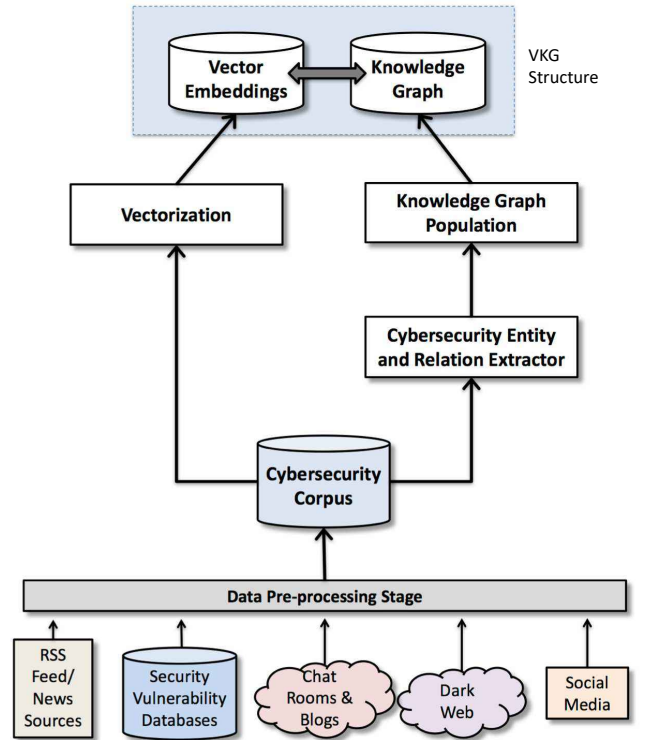 Vector
Embeddings
Knowledge
Graph
VKG
Structure
Vectorization
Knowledge Graph
Population
Cybersecurity Entity
and Relation Extractor
Cybersecurity
Corpus
Data Pre-processing Stage
RSS
Feed/
News
Sources
Security
Vulnerability
Databases
Chat
Rooms &
Blogs
Dark
Web
Social
Media